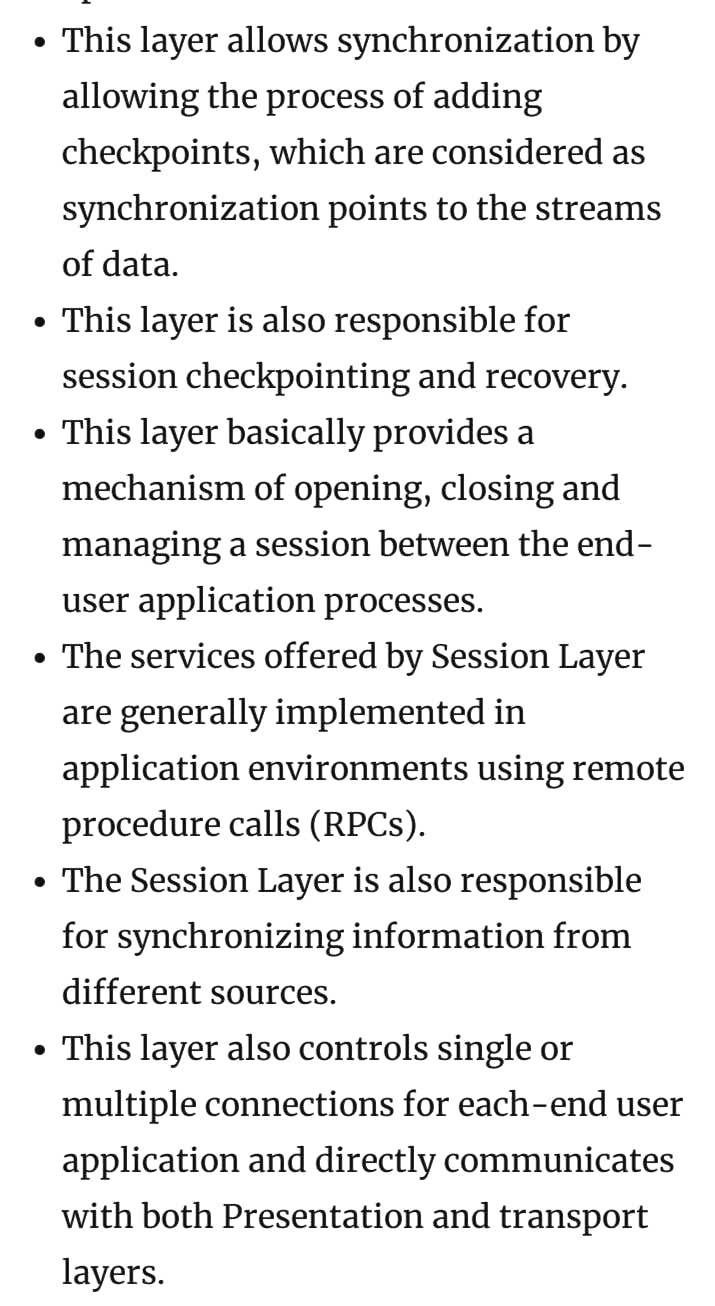 • This layer allows synchronization by
allowing the process of adding
checkpoints, which are considered as
synchronization points to the streams
of data.
• This layer is also responsible for
session checkpointing and recovery.
• This layer basically provides a
mechanism of opening, closing and
managing a session between the end-
user application processes.
• The services offered by Session Layer
are generally implemented in
application environments using remote
procedure calls (RPCs).
• The Session Layer is also responsible
for synchronizing information from
different sources.
• This layer also controls single or
multiple connections for each-end user
application and directly communicates
with both Presentation and transport
layers.